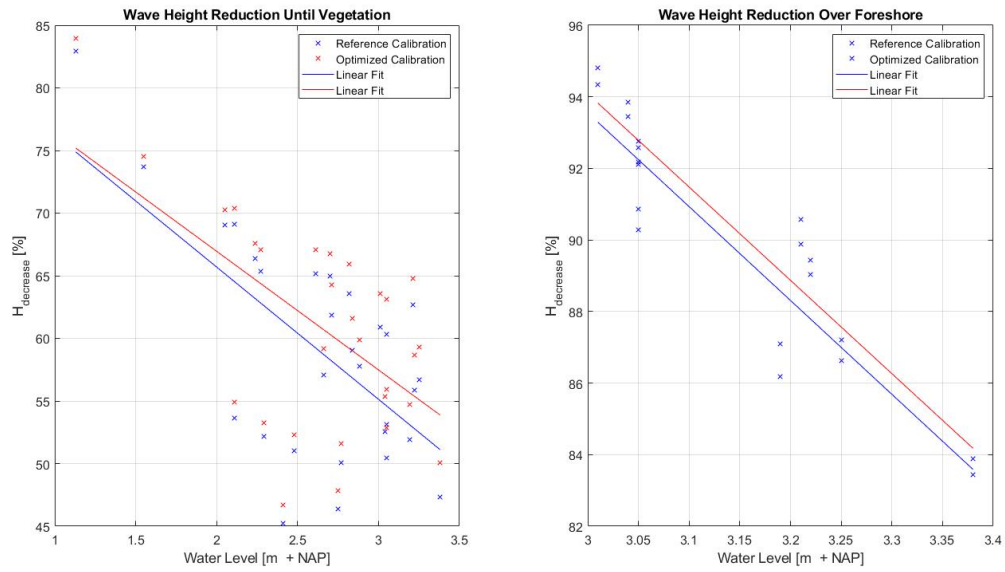 Wave Height Reduction Until Vegetation
85
80
75
70
65
60
55
50
45
H_decrease [%]
1
1.5
2
2.5
3
3.5
Water Level [m + NAP]
Reference Calibration
Optimized Calibration
Linear Fit
Linear Fit
Wave Height Reduction Over Foreshore
96
94
92
90
88
86
84
82
H_decrease [%]
3
3.05
3.1
3.15
3.2
3.25
3.3
3.35
3.4
Water Level [m + NAP]
Reference Calibration
Optimized Calibration
Linear Fit
Linear Fit